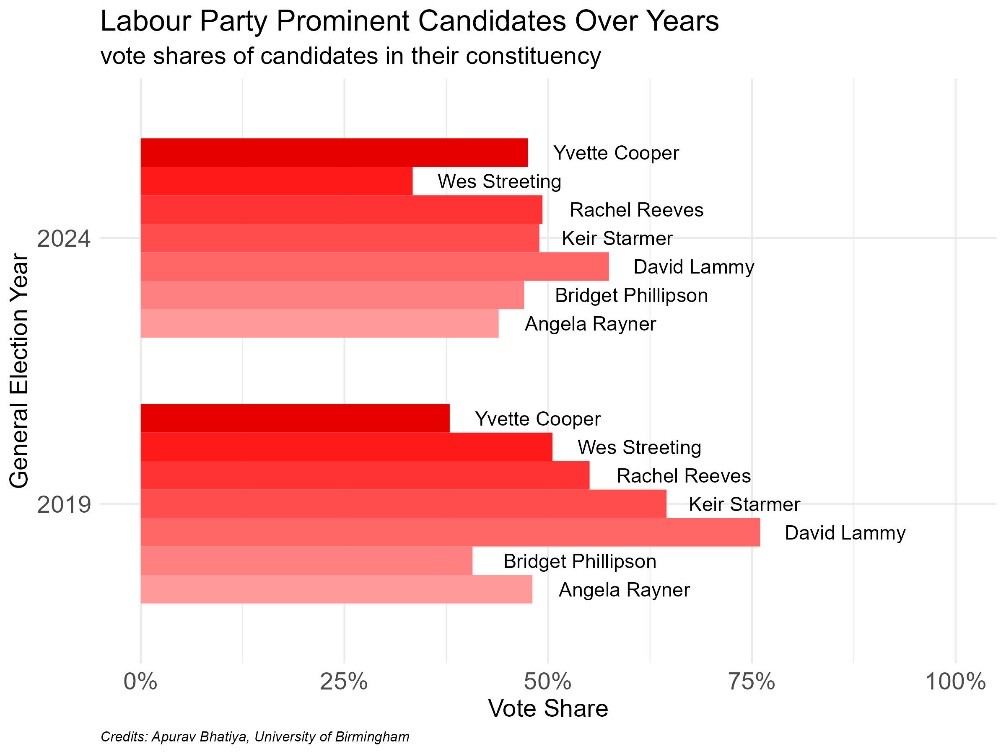 Labour Party Prominent Candidates Over Years
vote shares of candidates in their constituency
General Election Year
2024
Yvette Cooper
Wes Streeting
Rachel Reeves
Keir Starmer
David Lammy
Bridget Phillipson
Angela Rayner
2019
Yvette Cooper
Wes Streeting
Rachel Reeves
Keir Starmer
David Lammy
Bridget Phillipson
Angela Rayner
0% 25% 50% 75% 100%
Vote Share
Credits: Apurav Bhatiya, University of Birmingham